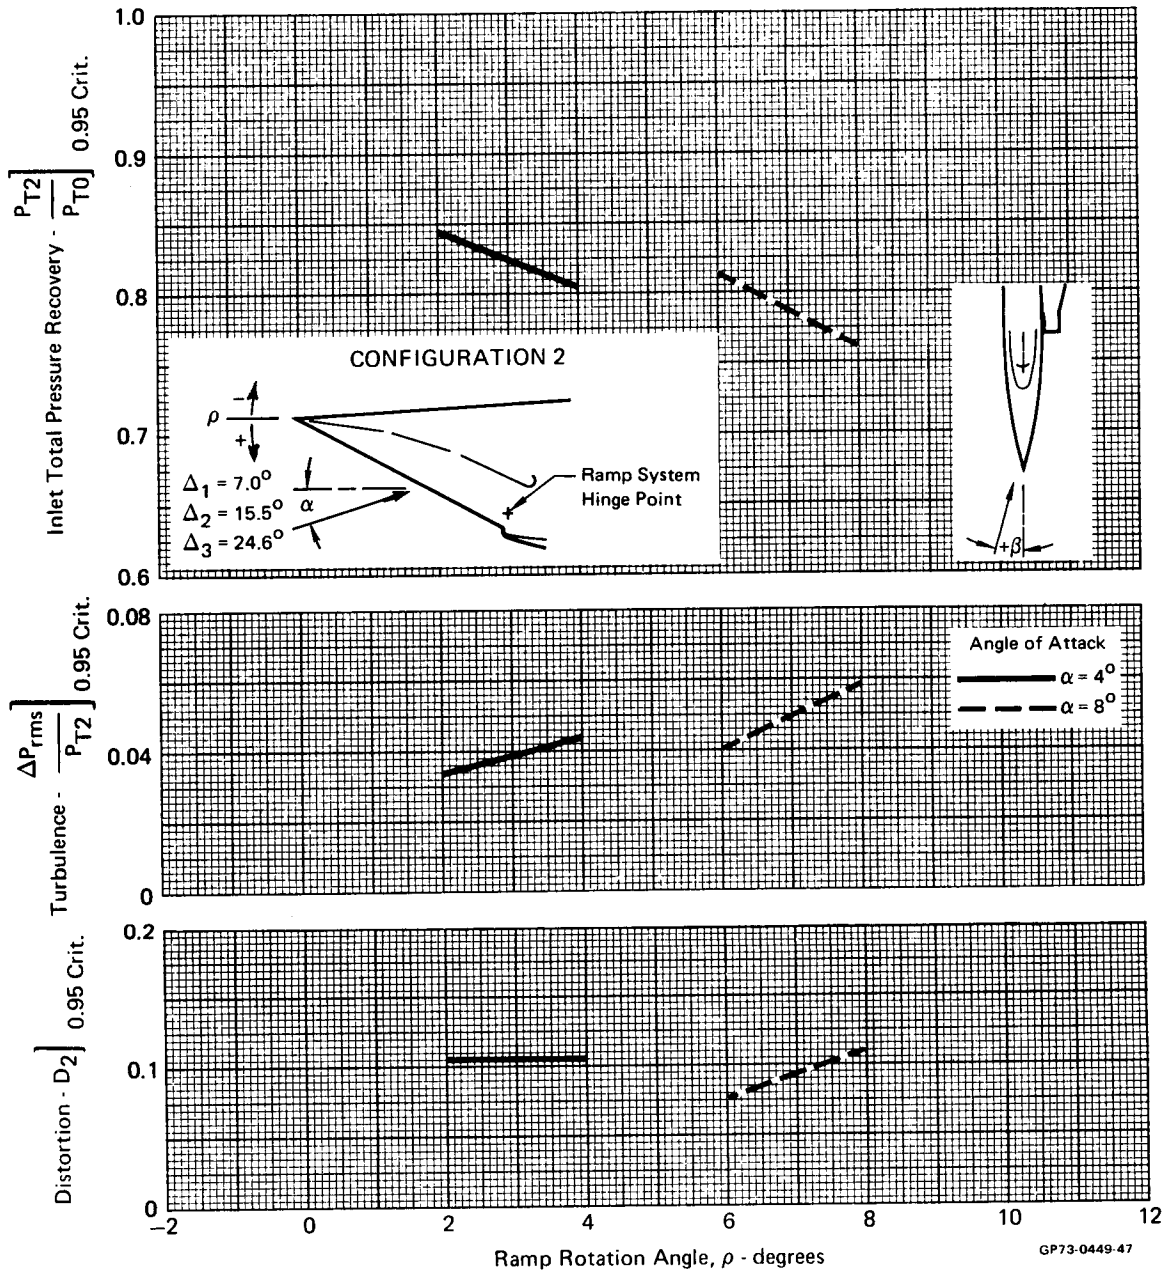 1.0
0.9
0.8
0.7
0.6
Inlet Total Pressure Recovery - P_T2 / P_T0 ] 0.95 Crit.
CONFIGURATION 2
ρ
−
+
Δ1 = 7.0°
Δ2 = 15.5°
Δ3 = 24.6°
α
Ramp System
Hinge Point
+
+β
0.08
0.04
0
Turbulence - ΔP_rms / P_T2 ] 0.95 Crit.
Angle of Attack
α = 4°
α = 8°
0.2
0.1
0
Distortion - D2 ] 0.95 Crit.
−2 0 2 4 6 8 10 12
Ramp Rotation Angle, ρ - degrees
GP73-0449-47